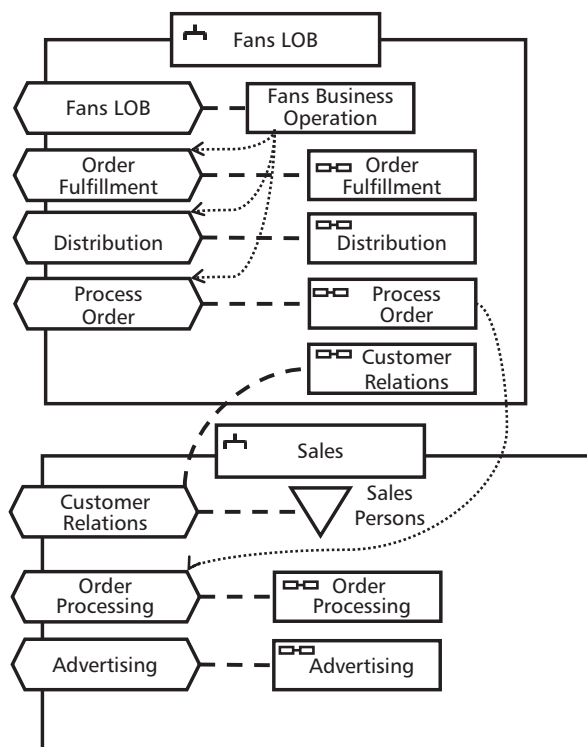 Fans LOB
Fans LOB
Fans Business
Operation
Order
Fulfillment
Order
Fulfillment
Distribution
Distribution
Process
Order
Process
Order
Customer
Relations
Sales
Customer
Relations
Sales
Persons
Order
Processing
Order
Processing
Advertising
Advertising